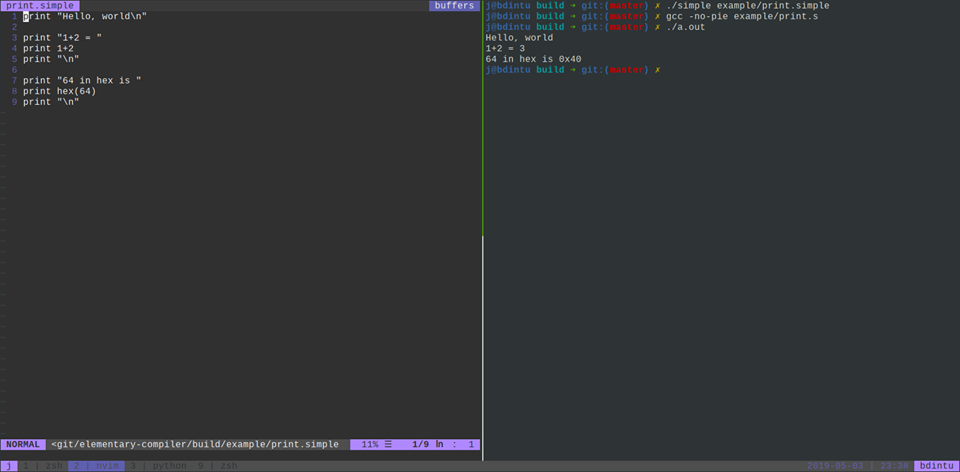 print.simple buffers
1 print "Hello, world\n"
2
3 print "1+2 = "
4 print 1+2
5 print "\n"
6
7 print "64 in hex is "
8 print hex(64)
9 print "\n"
NORMAL <git/elementary-compiler/build/example/print.simple 11% ☰ 1/9 ㏑ : 1
j@bdintu build ➜ git:(master) ✗ ./simple example/print.simple
j@bdintu build ➜ git:(master) ✗ gcc -no-pie example/print.s
j@bdintu build ➜ git:(master) ✗ ./a.out
Hello, world
1+2 = 3
64 in hex is 0x40
j@bdintu build ➜ git:(master) ✗
j 1 | zsh 2 | nvim 3 | python 9 | zsh 2019-05-03 | 23:38 bdintu